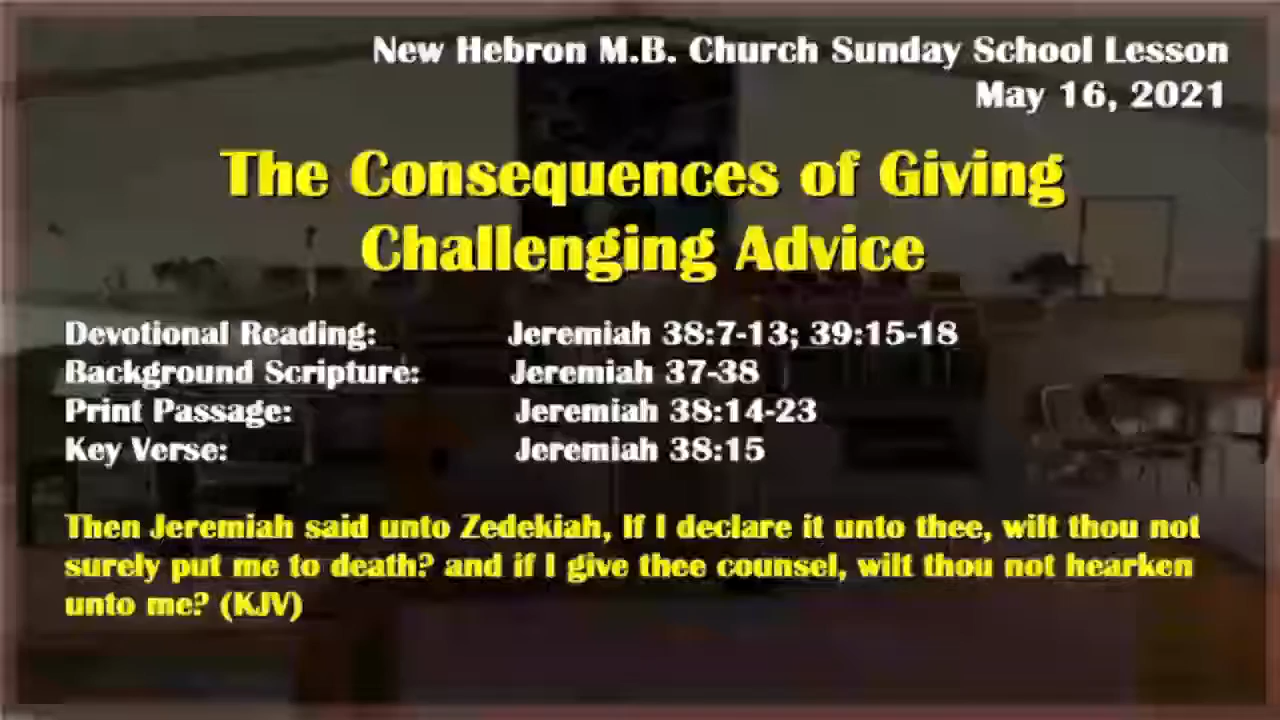 New Hebron M.B. Church Sunday School Lesson
May 16, 2021
The Consequences of Giving
Challenging Advice
Devotional Reading: Jeremiah 38:7-13; 39:15-18
Background Scripture: Jeremiah 37-38
Print Passage: Jeremiah 38:14-23
Key Verse: Jeremiah 38:15
Then Jeremiah said unto Zedekiah, If I declare it unto thee, wilt thou not
surely put me to death? and if I give thee counsel, wilt thou not hearken
unto me? (KJV)